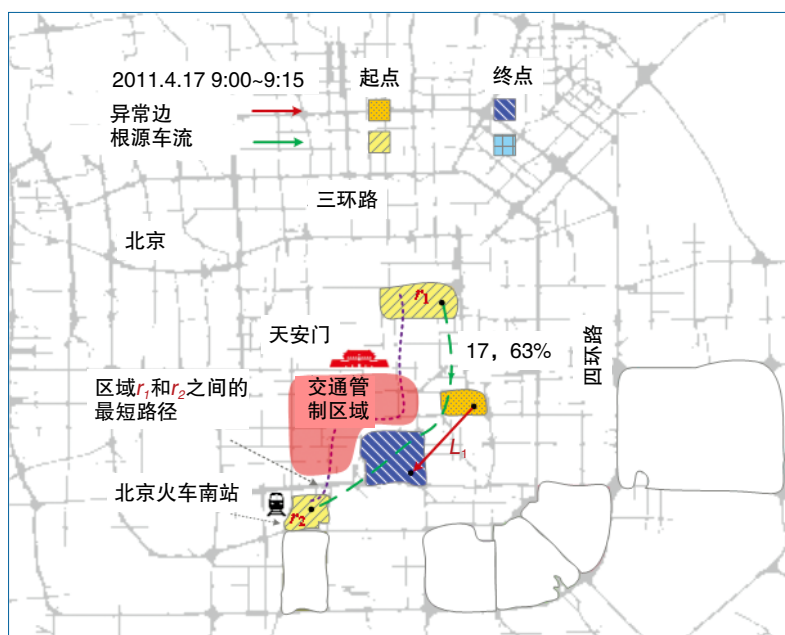 2011.4.17 9:00~9:15
起点
终点
异常边
根源车流
三环路
北京
r1
天安门
17，63%
四环路
区域r1和r2之间的
最短路径
交通管
制区域
L1
北京火车南站
r2